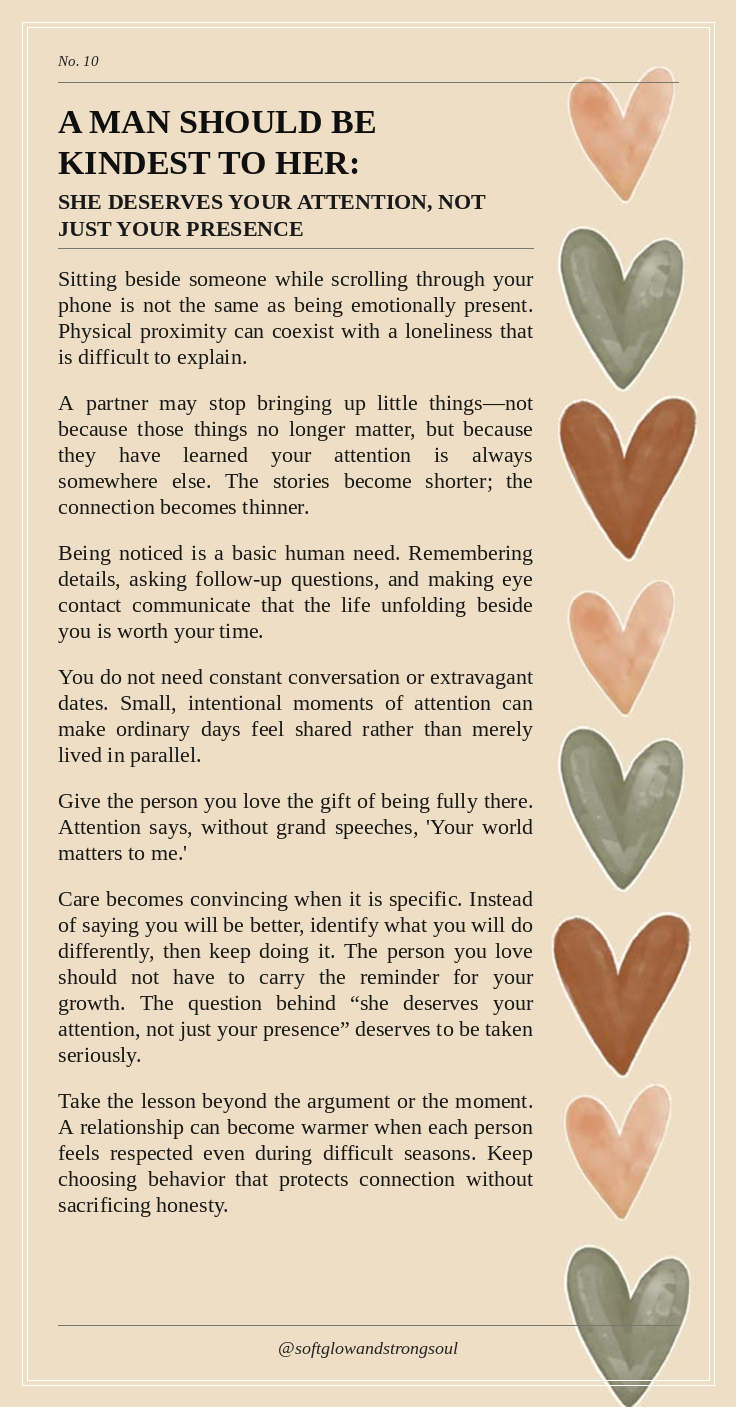 No. 10
A MAN SHOULD BE
KINDEST TO HER:
SHE DESERVES YOUR ATTENTION, NOT
JUST YOUR PRESENCE
Sitting beside someone while scrolling through your
phone is not the same as being emotionally present.
Physical proximity can coexist with a loneliness that
is difficult to explain.
A partner may stop bringing up little things—not
because those things no longer matter, but because
they have learned your attention is always
somewhere else. The stories become shorter; the
connection becomes thinner.
Being noticed is a basic human need. Remembering
details, asking follow-up questions, and making eye
contact communicate that the life unfolding beside
you is worth your time.
You do not need constant conversation or extravagant
dates. Small, intentional moments of attention can
make ordinary days feel shared rather than merely
lived in parallel.
Give the person you love the gift of being fully there.
Attention says, without grand speeches, 'Your world
matters to me.'
Care becomes convincing when it is specific. Instead
of saying you will be better, identify what you will do
differently, then keep doing it. The person you love
should not have to carry the reminder for your
growth. The question behind “she deserves your
attention, not just your presence” deserves to be taken
seriously.
Take the lesson beyond the argument or the moment.
A relationship can become warmer when each person
feels respected even during difficult seasons. Keep
choosing behavior that protects connection without
sacrificing honesty.
@softglowandstrongsoul